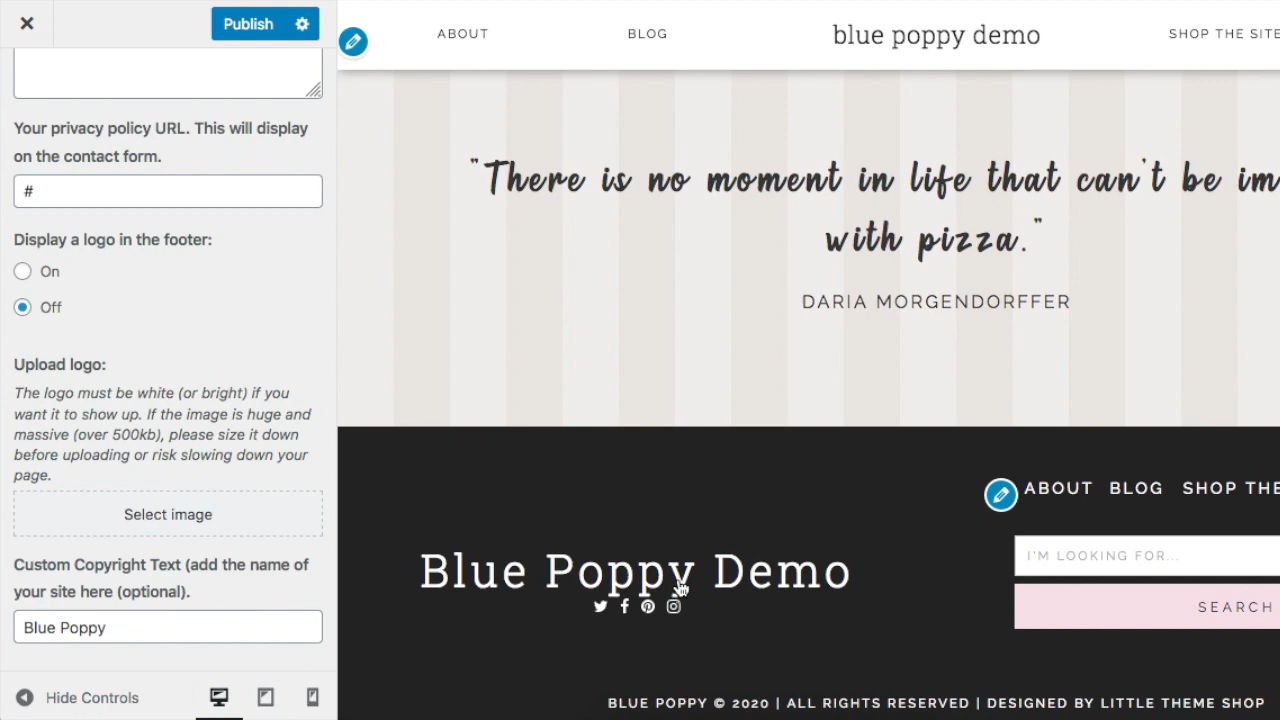 Publish
Your privacy policy URL. This will display
on the contact form.
#
Display a logo in the footer:
On
Off
Upload logo:
The logo must be white (or bright) if you
want it to show up. If the image is huge and
massive (over 500kb), please size it down
before uploading or risk slowing down your
page.
Select image
Custom Copyright Text (add the name of
your site here (optional).
Blue Poppy
Hide Controls
ABOUT BLOG blue poppy demo SHOP THE SITE
"There is no moment in life that can't be im
with pizza."
DARIA MORGENDORFFER
ABOUT BLOG SHOP THE
Blue Poppy Demo
I'M LOOKING FOR...
SEARCH
BLUE POPPY © 2020 | ALL RIGHTS RESERVED | DESIGNED BY LITTLE THEME SHOP